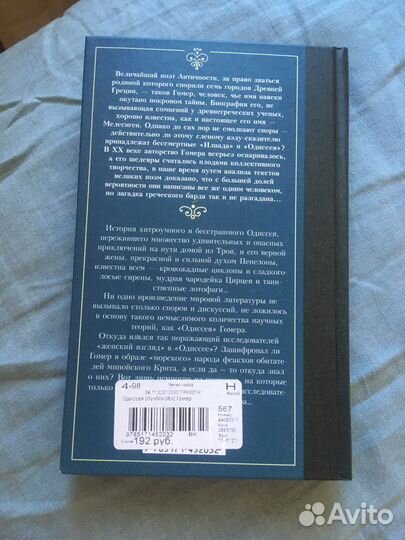 Величайший поэт Античности, за право зваться
родиной которого спорили семь городов Древней
Греции, — таков Гомер, человек, чье имя навеки
окутано покровом тайны. Биография его, не
вызывающая сомнений у древнегреческих ученых,
хорошо известна, как и настоящее его имя —
Мелесиген. Однако до сих пор не смолкают споры —
действительно ли этому слепому аэду-сказителю
принадлежат бессмертные «Илиада» и «Одиссея»?
В XX веке авторство Гомера всерьез оспаривалось,
а его шедевры считались плодами коллективного
творчества, в наше время путем анализа текстов
великих поэм доказано, что с большой долей
вероятности они написаны все же одним человеком,
но загадка греческого барда так и не разгадана...
История хитроумного и бесстрашного Одиссея,
пережившего множество удивительных и опасных
приключений на пути домой из Трои, и его верной
жены, прекрасной и сильной духом Пенелопы,
известна всем — кровожадные циклопы и сладкого-
лосые сирены, мудрая чародейка Цирцея и таин-
ственные лотофаги...
Ни одно произведение мировой литературы не
вызывало столько споров и дискуссий, не ложилось
в основу такого немыслимого количества научных
теорий, как «Одиссея» Гомера.
Откуда взялся так поражающий исследователей
«женский взгляд» в «Одиссее»? Зашифровал ли
Гомер в образе «морского» народа феаков обитате-
лей минойского Крита, а если да — то откуда знал
о них? Вот лишь на которые
только исследователей
4-98
Н
Одиссея Гомер
567
9785171452032
192 руб.
11-1121
Avito